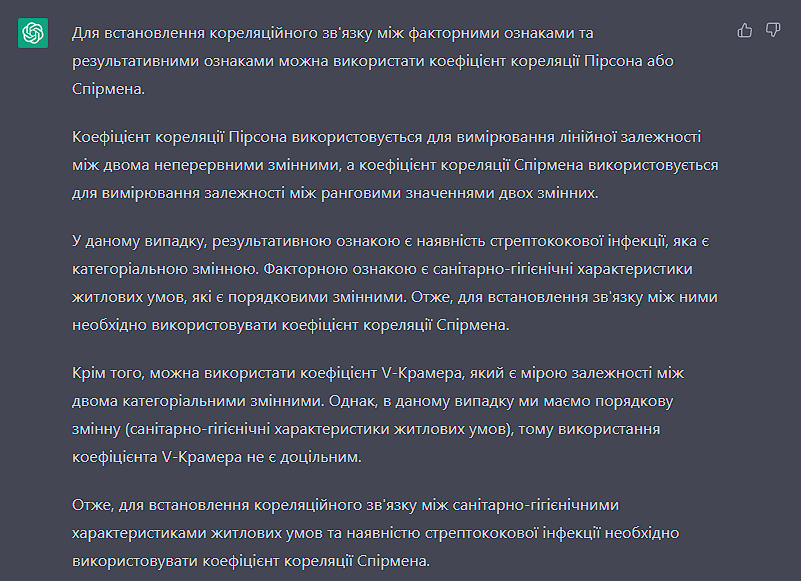 Для встановлення кореляційного зв'язку між факторними ознаками та
результативними ознаками можна використати коефіцієнт кореляції Пірсона або
Спірмена.
Коефіцієнт кореляції Пірсона використовується для вимірювання лінійної залежності
між двома неперервними змінними, а коефіцієнт кореляції Спірмена використовується
для вимірювання залежності між ранговими значеннями двох змінних.
У даному випадку, результативною ознакою є наявність стрептококової інфекції, яка є
категоріальною змінною. Факторною ознакою є санітарно-гігієнічні характеристики
житлових умов, які є порядковими змінними. Отже, для встановлення зв'язку між ними
необхідно використовувати коефіцієнт кореляції Спірмена.
Крім того, можна використати коефіцієнт V-Крамера, який є мірою залежності між
двома категоріальними змінними. Однак, в даному випадку ми маємо порядкову
змінну (санітарно-гігієнічні характеристики житлових умов), тому використання
коефіцієнта V-Крамера не є доцільним.
Отже, для встановлення кореляційного зв'язку між санітарно-гігієнічними
характеристиками житлових умов та наявністю стрептококової інфекції необхідно
використовувати коефіцієнт кореляції Спірмена.